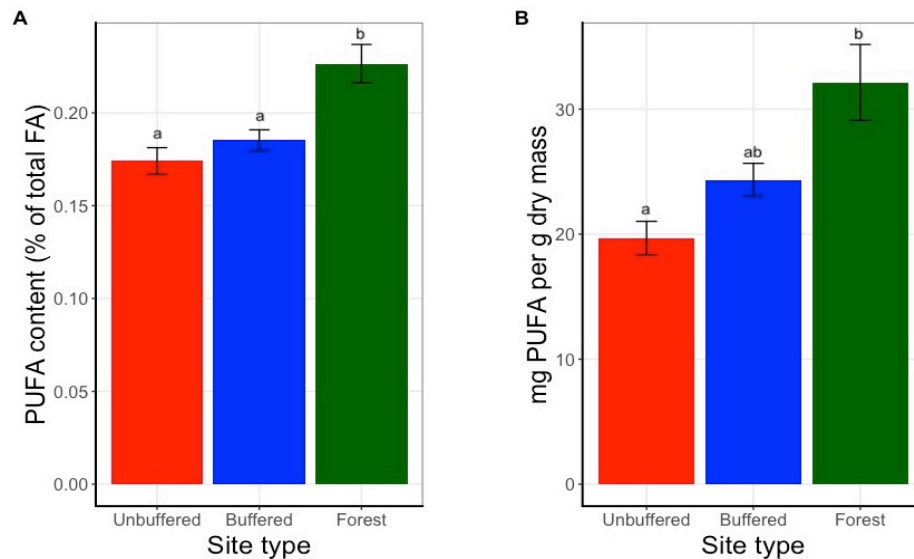 A
PUFA content (% of total FA)
0.20
0.15
0.10
0.05
0.00
a
a
b
Unbuffered Buffered Forest
Site type
B
mg PUFA per g dry mass
30
20
10
0
a
ab
b
Unbuffered Buffered Forest
Site type